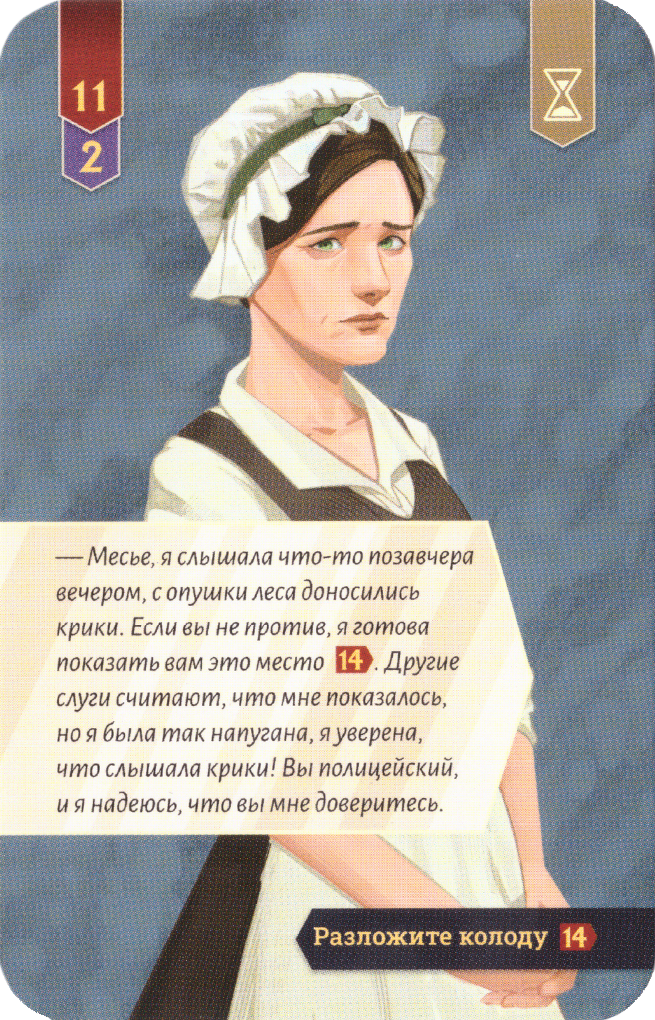 11
2
— Месье, я слышала что-то позавчера
вечером, с опушки леса доносились
крики. Если вы не против, я готова
показать вам это место 14. Другие
слуги считают, что мне показалось,
но я была так напугана, я уверена,
что слышала крики! Вы полицейский,
и я надеюсь, что вы мне доверитесь.
Разложите колоду 14